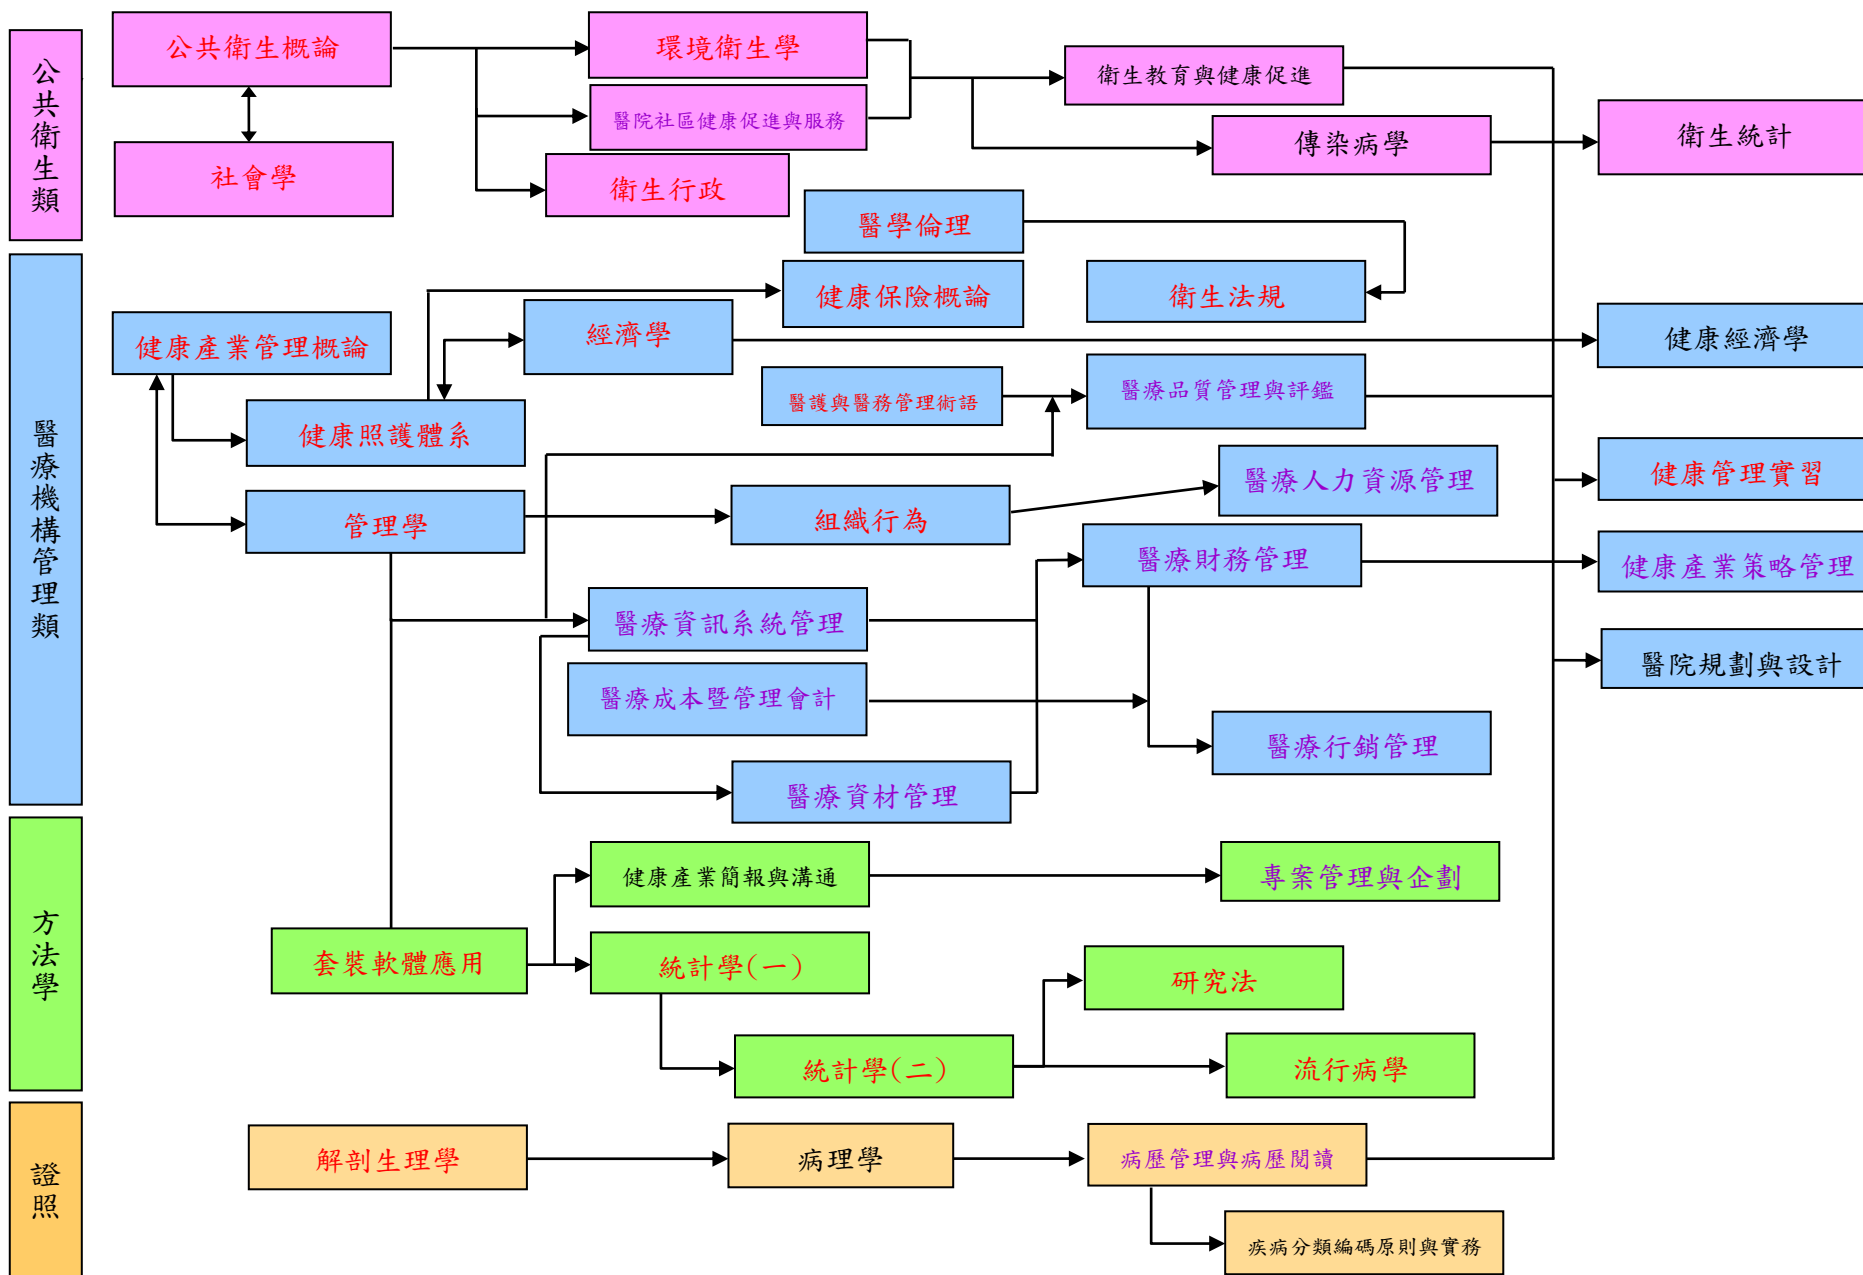 公共衛生類
公共衛生概論
環境衛生學
衛生教育與健康促進
醫院社區健康促進與服務
衛生統計
傳染病學
社會學
衛生行政
醫療機構管理類
醫學倫理
健康保險概論
衛生法規
經濟學
健康產業管理概論
健康經濟學
醫護與醫務管理術語
醫療品質管理與評鑑
健康照護體系
健康管理實習
醫療人力資源管理
管理學
組織行為
醫療財務管理
健康產業策略管理
醫療資訊系統管理
醫院規劃與設計
醫療成本暨管理會計
醫療行銷管理
醫療資材管理
方法學
健康產業簡報與溝通
專案管理與企劃
套裝軟體應用
統計學(一)
研究法
統計學(二)
流行病學
證照
解剖生理學
病理學
病歷管理與病歷閱讀
疾病分類編碼原則與實務